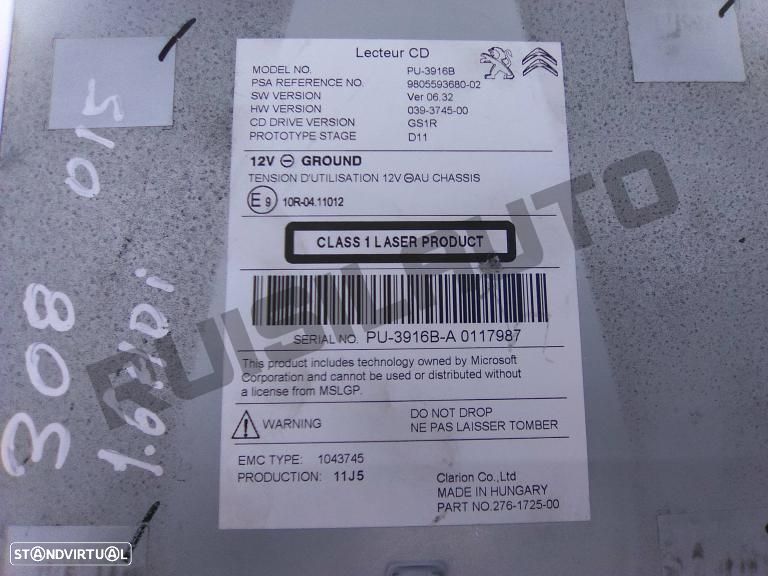 Lecteur CD
MODEL NO. PU-3916B
PSA REFERENCE NO. 9805593680-02
SW VERSION Ver 06.32
HW VERSION 039-3745-00
CD DRIVE VERSION GS1R
PROTOTYPE STAGE D11
12V ⊖ GROUND
TENSION D'UTILISATION 12V ⊖AU CHASSIS
E9 10R-04.11012
CLASS 1 LASER PRODUCT
SERIAL NO. PU-3916B-A 0117987
This product includes technology owned by Microsoft
Corporation and cannot be used or distributed without
a license from MSLGP.
WARNING DO NOT DROP
NE PAS LAISSER TOMBER
EMC TYPE: 1043745
PRODUCTION: 11J5
Clarion Co.,Ltd
MADE IN HUNGARY
PART NO.276-1725-00
308 015
1.6 HDi
RUISILAUTO
STANDVIRTUAL